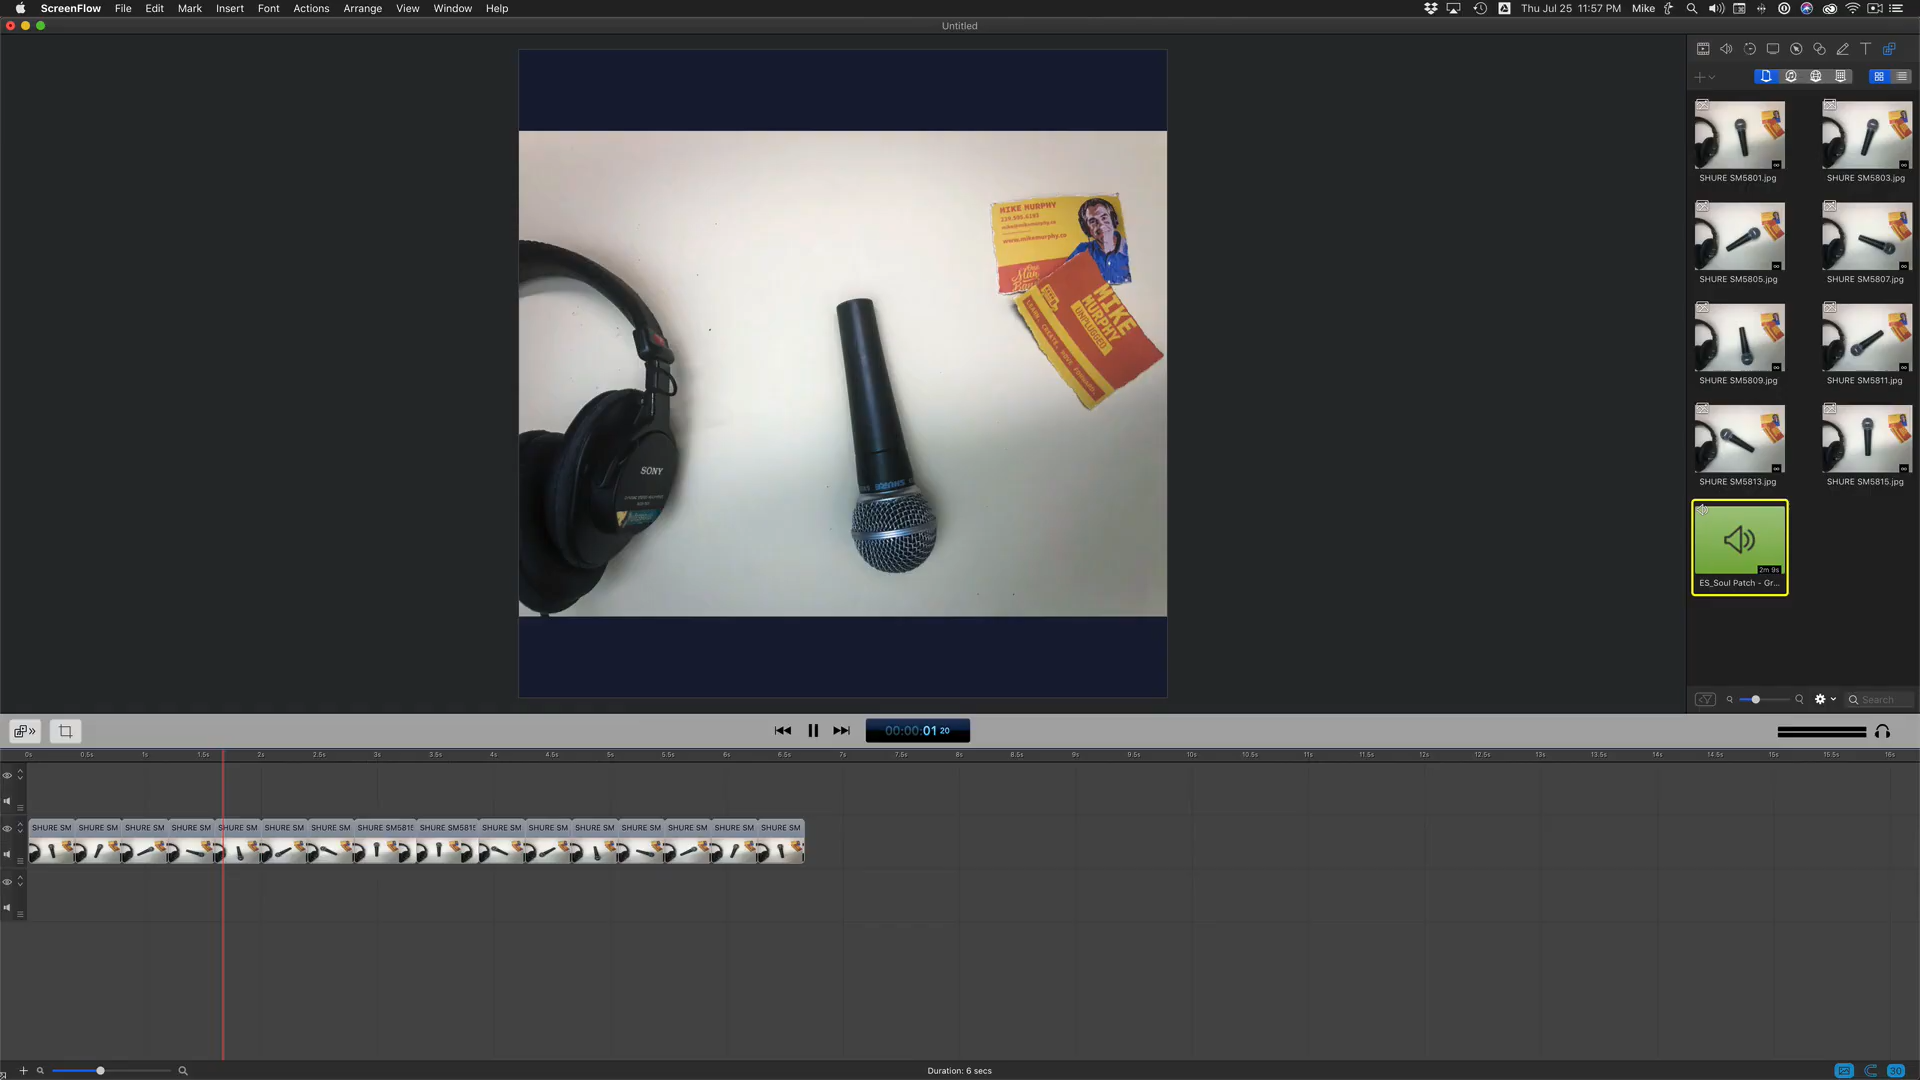 ScreenFlow File Edit Mark Insert Font Actions Arrange View Window Help
Thu Jul 25 11:57 PM Mike
Untitled
MIKE MURPHY
www.mikemurphy.co
MIKE
MURPHY
UNPLUGGED
SONY
SHURE
SHURE SM5801.jpg
SHURE SM5803.jpg
SHURE SM5805.jpg
SHURE SM5807.jpg
SHURE SM5809.jpg
SHURE SM5811.jpg
SHURE SM5813.jpg
SHURE SM5815.jpg
2m 9s
ES_Soul Patch - Gr...
Search
00:00:01 20
0s 0.5s 1s 1.5s 2s 2.5s 3s 3.5s 4s 4.5s 5s 5.5s 6s 6.5s 7s 7.5s 8s 8.5s 9s 9.5s 10s 10.5s 11s 11.5s 12s 12.5s 13s 13.5s 14s 14.5s 15s 15.5s 16s
SHURE SM SHURE SM SHURE SM SHURE SM SHURE SM SHURE SM SHURE SM SHURE SM5815 SHURE SM5815 SHURE SM SHURE SM SHURE SM SHURE SM SHURE SM SHURE SM SHURE SM
Duration: 6 secs
30